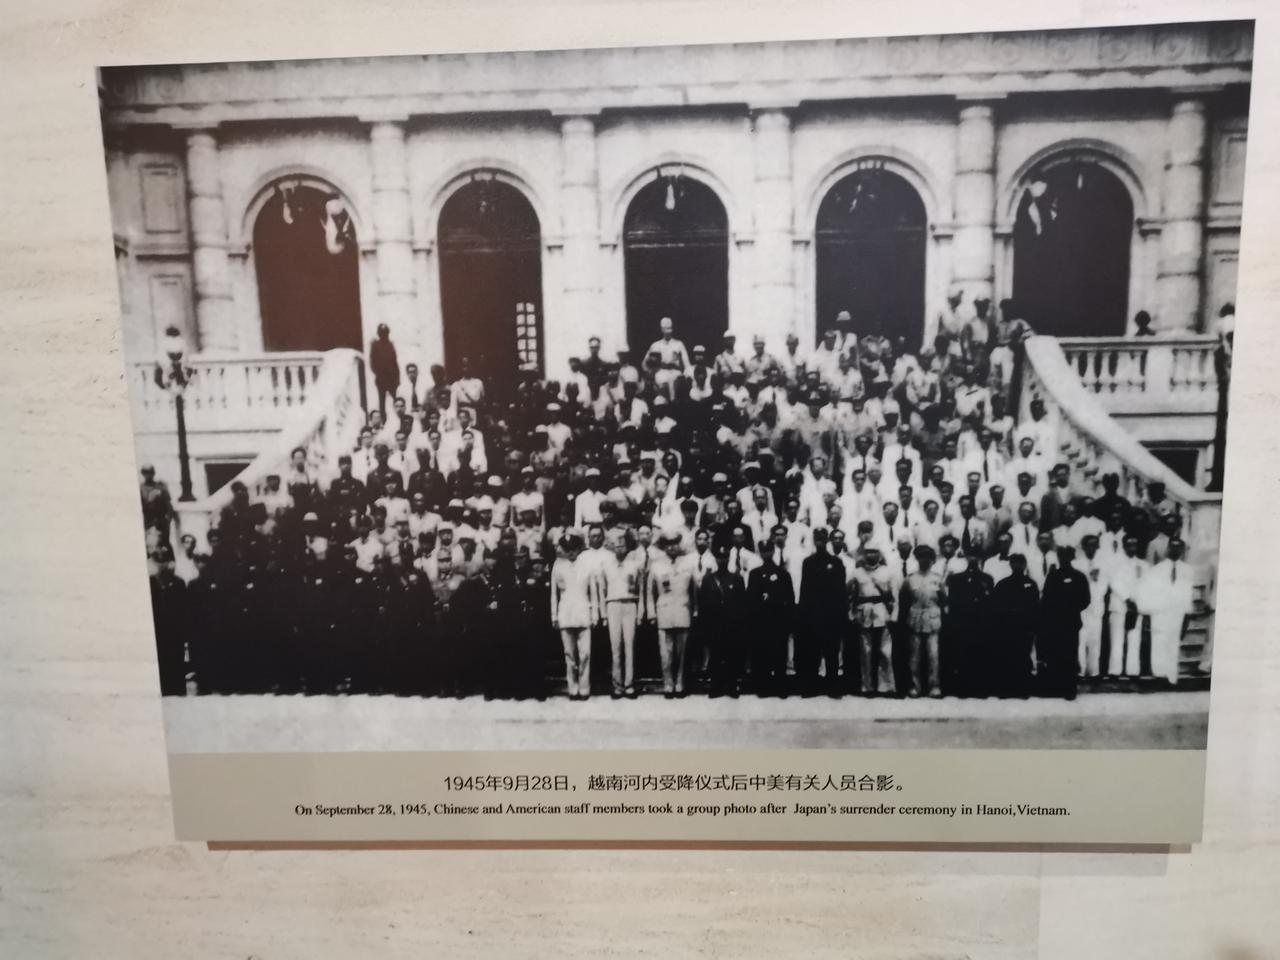 1945年9月28日，越南河内受降仪式后中美有关人员合影。
On September 28, 1945, Chinese and American staff members took a group photo after Japan's surrender ceremony in Hanoi,Vietnam.